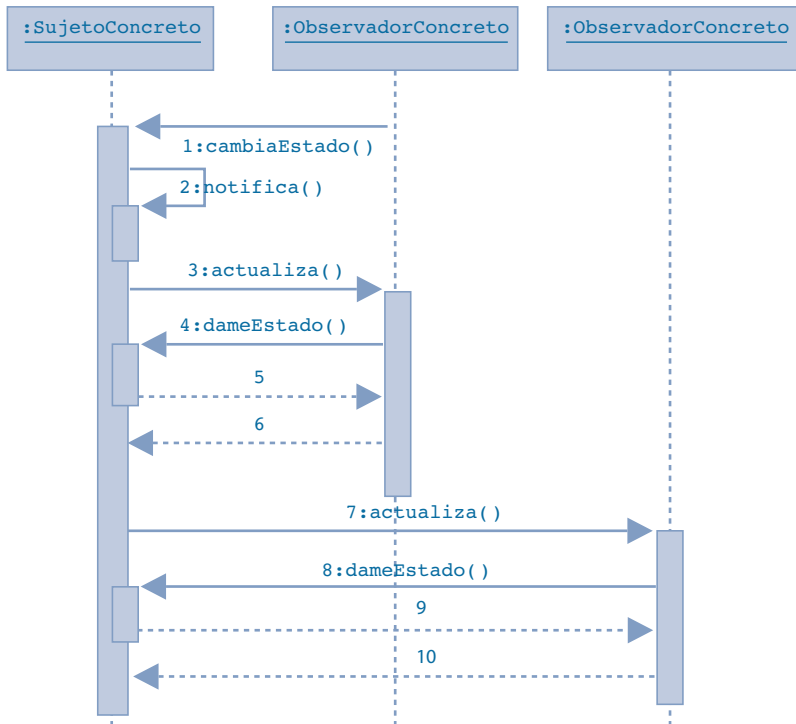 :SujetoConcreto
:ObservadorConcreto
:ObservadorConcreto
1:cambiaEstado()
2:notifica()
3:actualiza()
4:dameEstado()
5
6
7:actualiza()
8:dameEstado()
9
10